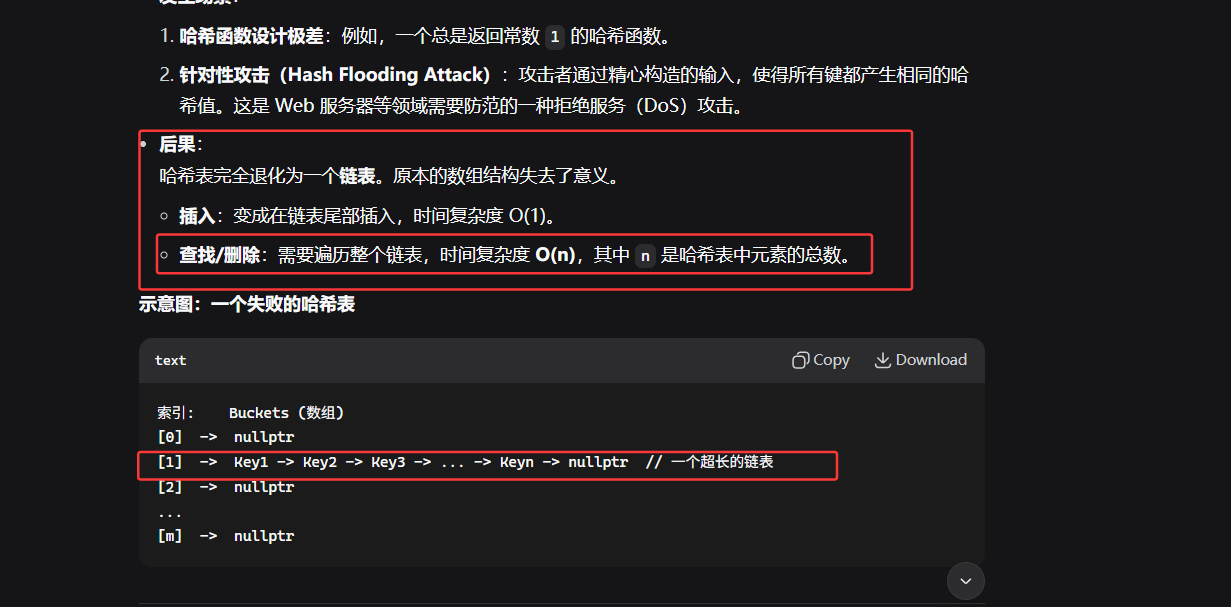 1. 哈希函数设计极差：例如，一个总是返回常数 1 的哈希函数。
2. 针对性攻击（Hash Flooding Attack）：攻击者通过精心构造的输入，使得所有键都产生相同的哈
希值。这是 Web 服务器等领域需要防范的一种拒绝服务（DoS）攻击。
• 后果：
哈希表完全退化为一个链表。原本的数组结构失去了意义。
◦ 插入：变成在链表尾部插入，时间复杂度 O(1)。
◦ 查找/删除：需要遍历整个链表，时间复杂度 O(n)，其中 n 是哈希表中元素的总数。
示意图：一个失败的哈希表
text Copy Download
索引： Buckets (数组)
[0] -> nullptr
[1] -> Key1 -> Key2 -> Key3 -> ... -> Keyn -> nullptr // 一个超长的链表
[2] -> nullptr
...
[m] -> nullptr